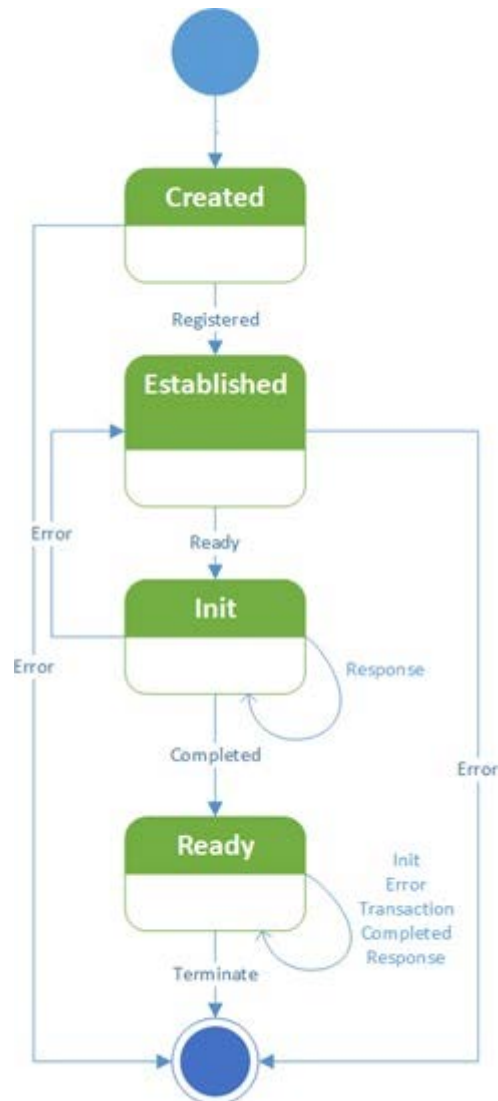 Created
Registered
Established
Error
Ready
Init
Error
Response
Completed
Error
Ready
Init
Error
Transaction
Completed
Response
Terminate